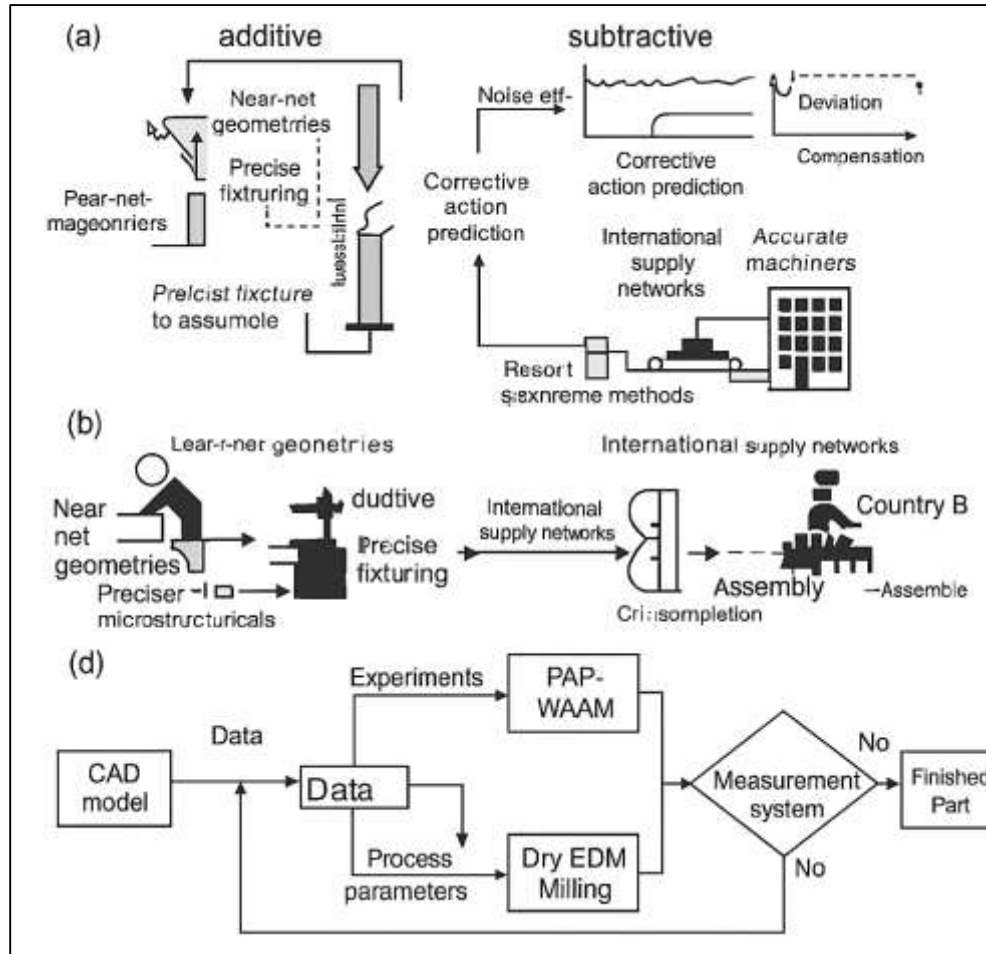 (a)
additive
subtractive
Near-net
geometrries
Precise
fixtruring
Pear-net-
mageonriers
Prelcist fixcture
to assumole
Noise etf-
Corrective
action
prediction
Deviation
Compensation
Corrective
action prediction
International
supply
networks
Accurate
machiners
Resort
methods
(b)
Lear-r-ner geonetries
International supply networks
Near
net
geometries
dudtive
Precise
fixturing
Preciser
microstructuricals
International
supply networks
Country B
Assembly
Assemble
(d)
CAD
model
Data
Data
Experiments
Process
parameters
PAP-
WAAM
Dry EDM
Milling
Measurement
system
No
No
Finished
Part